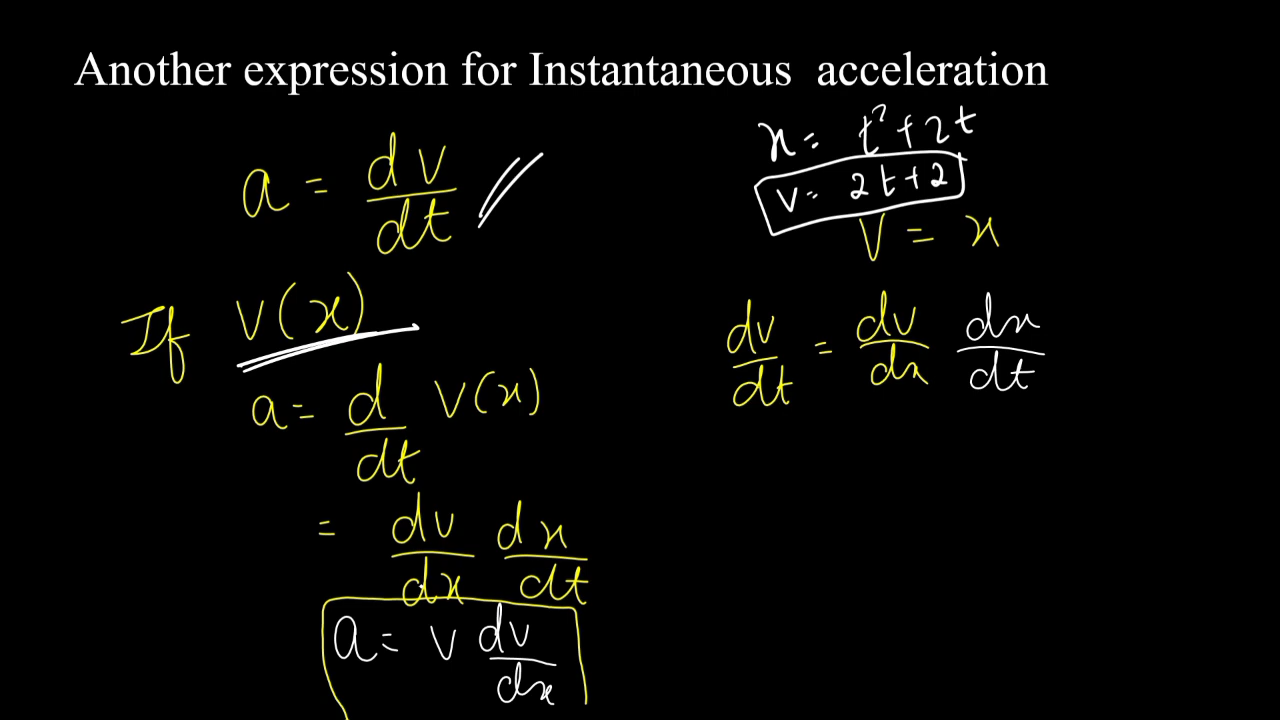 Another expression for Instantaneous acceleration
a = dv/dt
If v(x)
a = d/dt v(x)
= dv/dx dx/dt
a = v dv/dx
x = t² + 2t
v = 2t + 2
V = x
dv/dt = dv/dx dx/dt